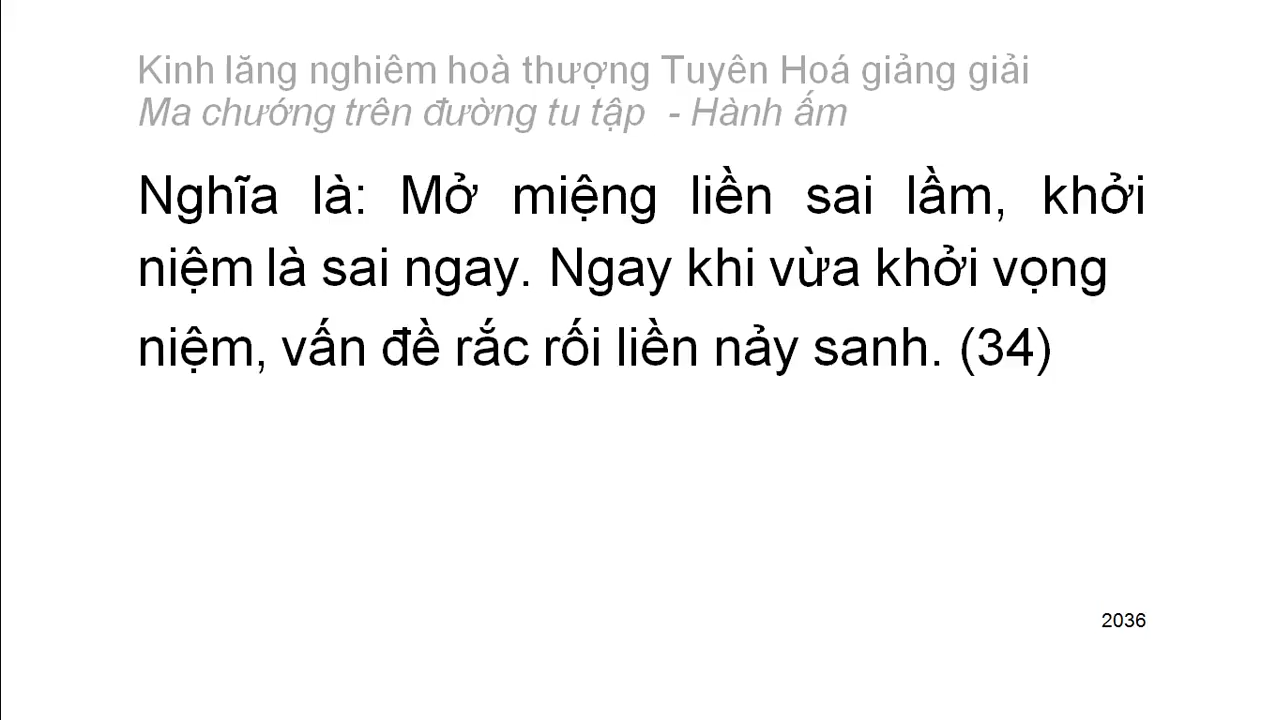 Kinh lăng nghiêm hoà thượng Tuyên Hoá giảng giải
Ma chướng trên đường tu tập - Hành ấm
Nghĩa là: Mở miệng liền sai lầm, khởi
niệm là sai ngay. Ngay khi vừa khởi vọng
niệm, vấn đề rắc rối liền nảy sanh. (34)
2036